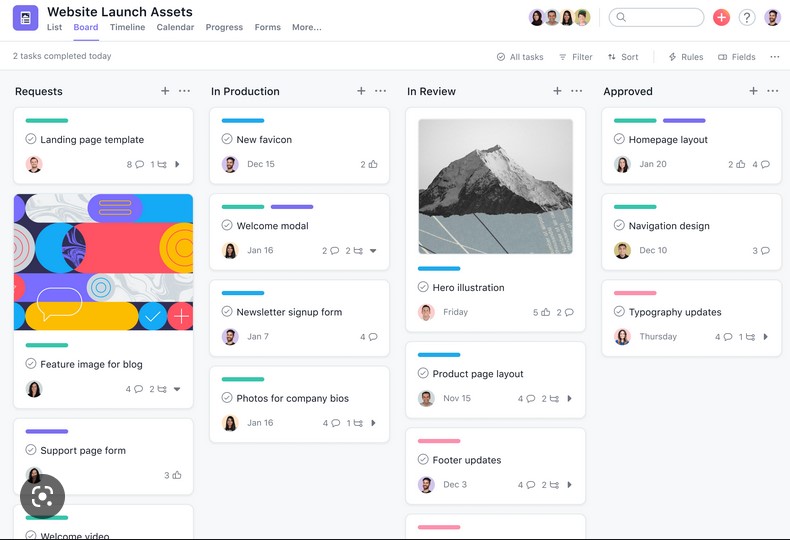 Website Launch Assets
List Board Timeline Calendar Progress Forms More...
2 tasks completed today
All tasks Filter Sort Rules Fields
Requests
Landing page template
8 1
Feature image for blog
4 2
Support page form
3
Welcome video
In Production
New favicon
Dec 15 2
Welcome modal
Jan 16 2 2
Newsletter signup form
Jan 7 4
Photos for company bios
Jan 16 4 1
In Review
Hero illustration
Friday 5 2
Product page layout
Nov 15 4 2
Footer updates
Dec 3 4 2
Approved
Homepage layout
Jan 20 2 4
Navigation design
Dec 10 3
Typography updates
Thursday 4 1